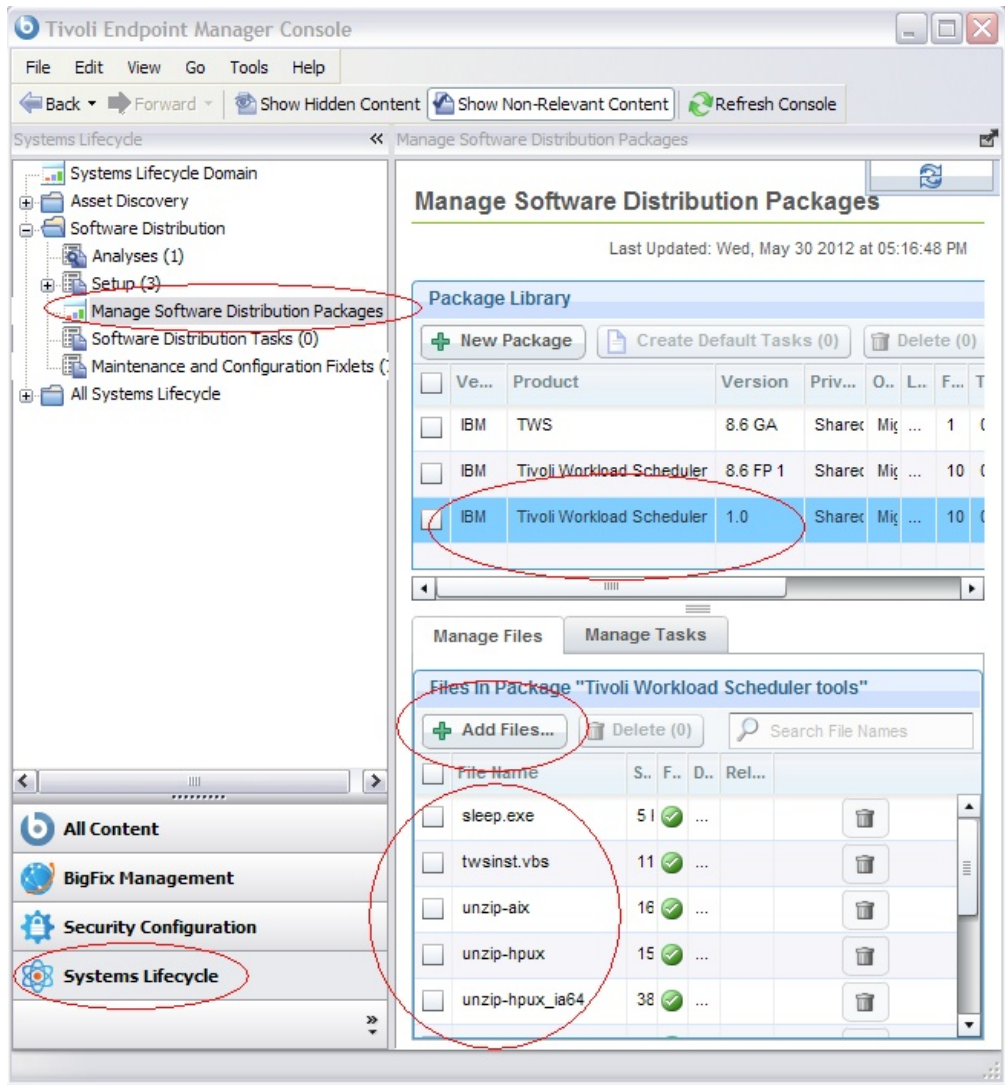 Tivoli Endpoint Manager Console
File Edit View Go Tools Help
Back Forward Show Hidden Content Show Non-Relevant Content Refresh Console
Systems Lifecycle «
Systems Lifecycle Domain
Asset Discovery
Software Distribution
Analyses (1)
Setup (3)
Manage Software Distribution Packages
Software Distribution Tasks (0)
Maintenance and Configuration Fixlets (
All Systems Lifecycle
All Content
BigFix Management
Security Configuration
Systems Lifecycle
»
Manage Software Distribution Packages
Manage Software Distribution Packages
Last Updated: Wed, May 30 2012 at 05:16:48 PM
Package Library
New Package Create Default Tasks (0) Delete (0)
Ve... Product Version Priv... O.. L.. F... T
IBM TWS 8.6 GA Shared Mig ... 1
IBM Tivoli Workload Scheduler 8.6 FP 1 Shared Mig ... 10
IBM Tivoli Workload Scheduler 1.0 Shared Mig ... 10
Manage Files Manage Tasks
Files in Package "Tivoli Workload Scheduler tools"
Add Files... Delete (0) Search File Names
File Name S.. F.. D.. Rel...
sleep.exe 5 ...
twsinst.vbs 11 ...
unzip-aix 16 ...
unzip-hpux 15 ...
unzip-hpux_ia64 38 ...